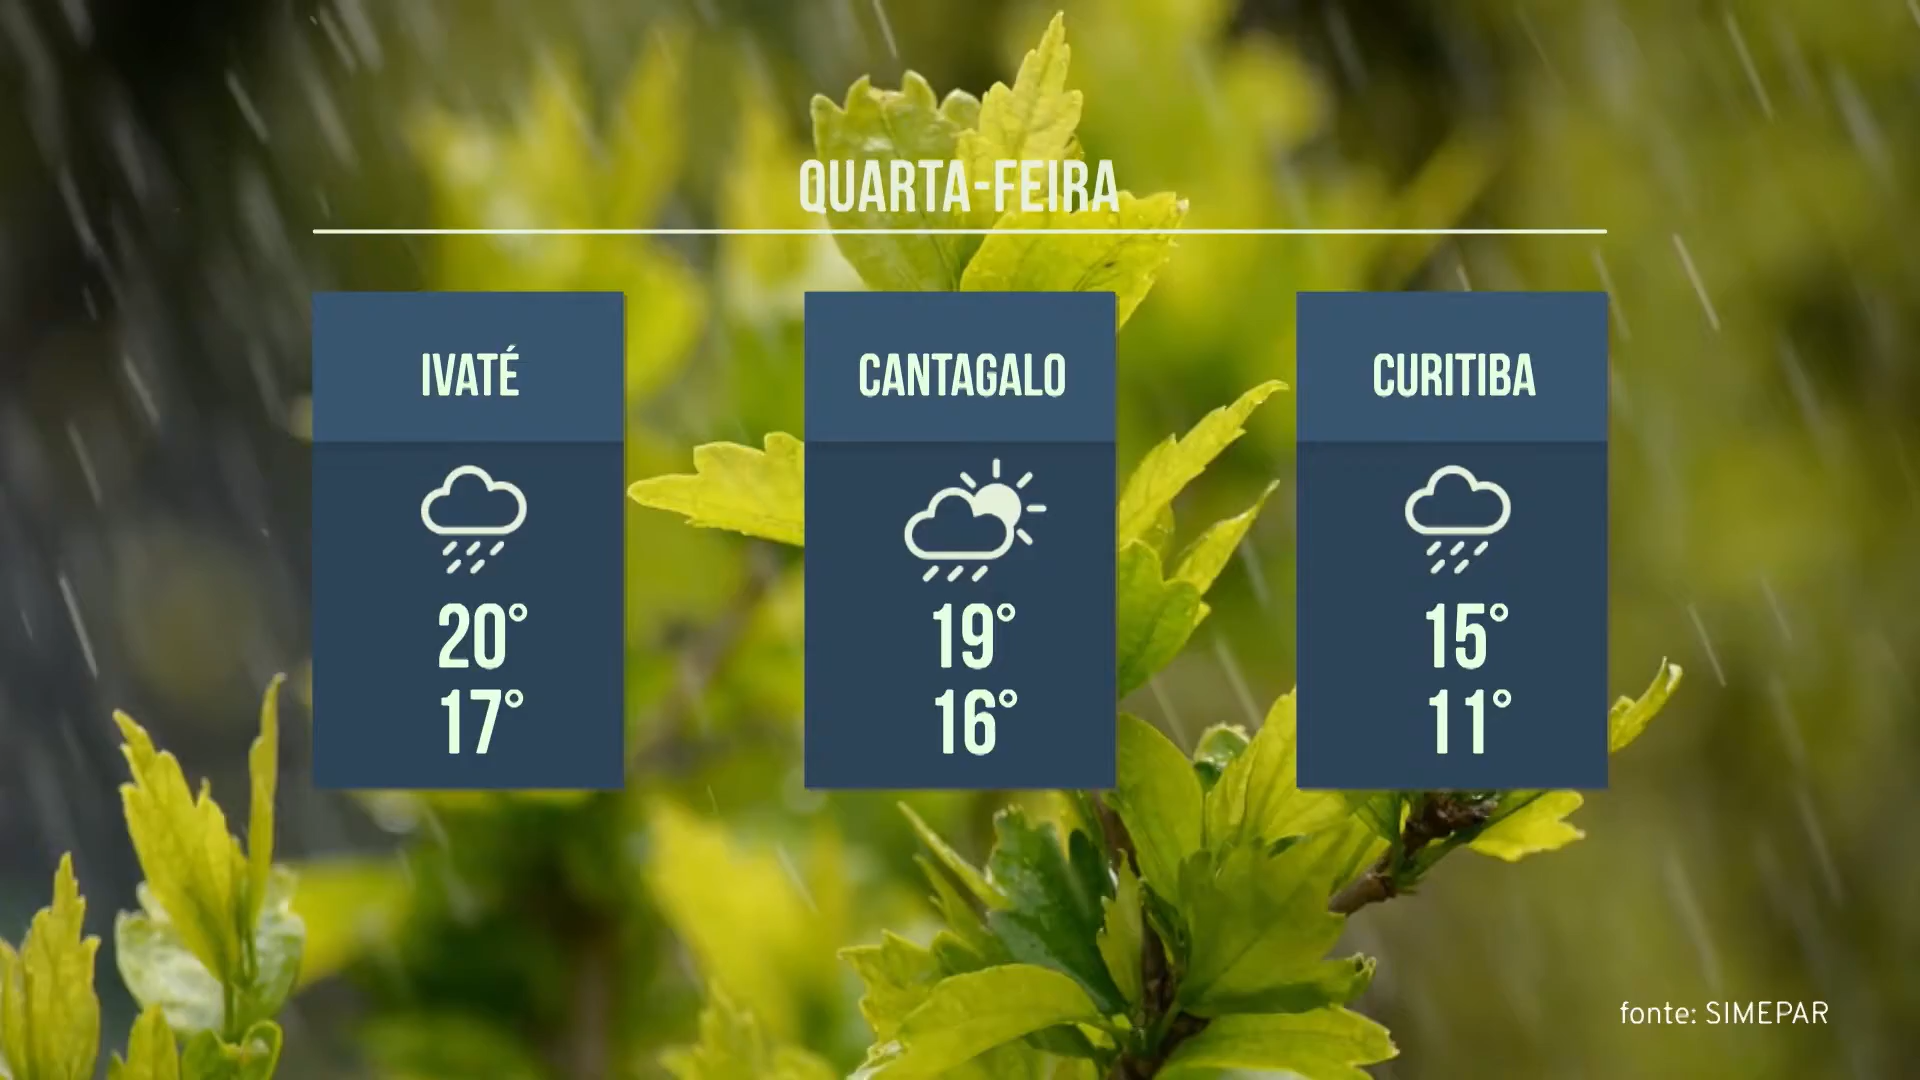 QUARTA-FEIRA
IVATÉ
20°
17°
CANTAGALO
19°
16°
CURITIBA
15°
11°
fonte: SIMEPAR